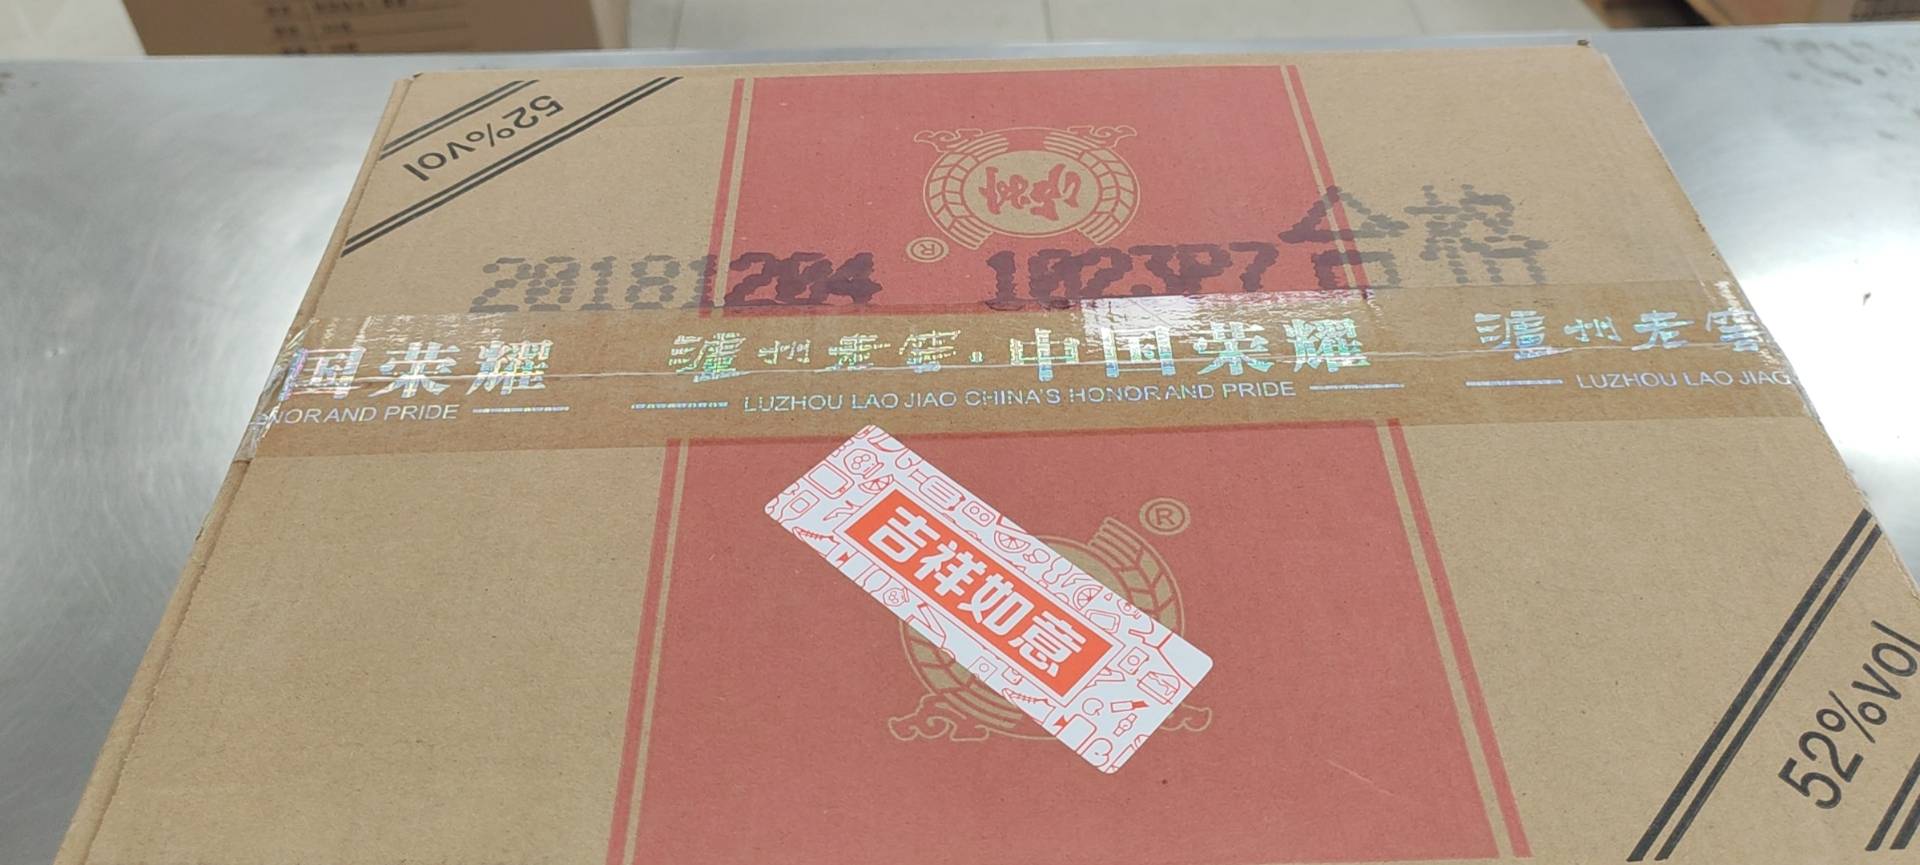 52%vol
®
20181204 1023P7 合格
国荣耀 泸州老窖·中国荣耀 泸州老窖
NOR AND PRIDE LUZHOU LAO JIAO CHINA'S HONOR AND PRIDE LUZHOU LAO JIAO
®
吉祥如意
52%vol